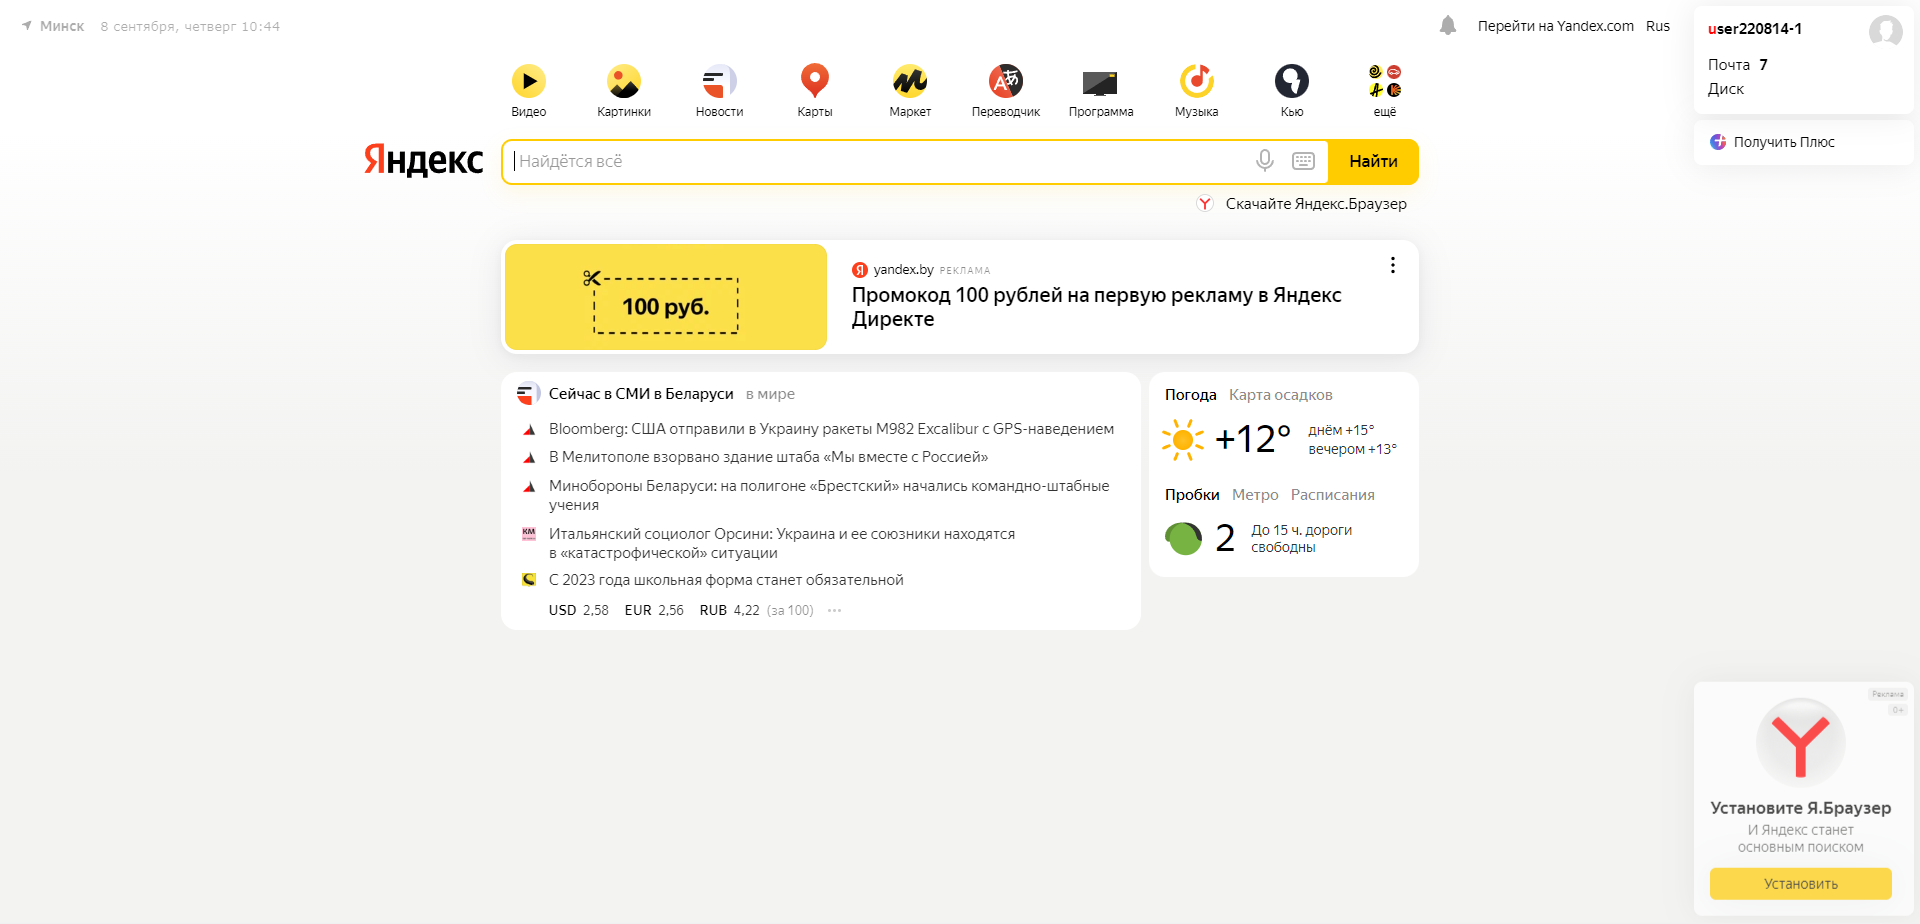 Минск 8 сентября, четверг 10:44
Перейти на Yandex.com Rus
user220814-1
Почта 7
Диск
Получить Плюс
Видео Картинки Новости Карты Маркет Переводчик Программа Музыка Кью ещё
Яндекс Найдётся всё Найти
Скачайте Яндекс.Браузер
100 руб.
yandex.by РЕКЛАМА
Промокод 100 рублей на первую рекламу в Яндекс
Директе
Сейчас в СМИ в Беларуси в мире
Bloomberg: США отправили в Украину ракеты M982 Excalibur с GPS-наведением
В Мелитополе взорвано здание штаба «Мы вместе с Россией»
Минобороны Беларуси: на полигоне «Брестский» начались командно-штабные
учения
Итальянский социолог Орсини: Украина и ее союзники находятся
в «катастрофической» ситуации
С 2023 года школьная форма станет обязательной
USD 2,58 EUR 2,56 RUB 4,22 (за 100) ···
Погода Карта осадков
+12°
днём +15°
вечером +13°
Пробки Метро Расписания
2
До 15 ч. дороги
свободны
Реклама
0+
Установите Я.Браузер
И Яндекс станет
основным поиском
Установить